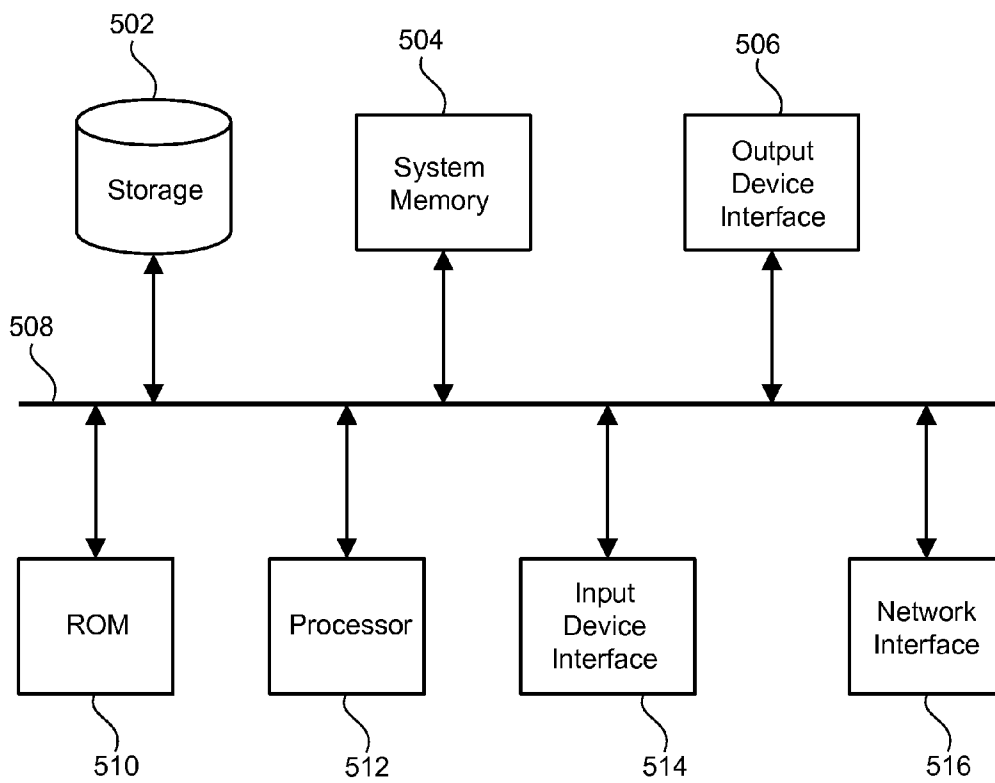 502
504
506
Storage
System
Memory
Output
Device
Interface
508
ROM
Processor
Input
Device
Interface
Network
Interface
510
512
514
516